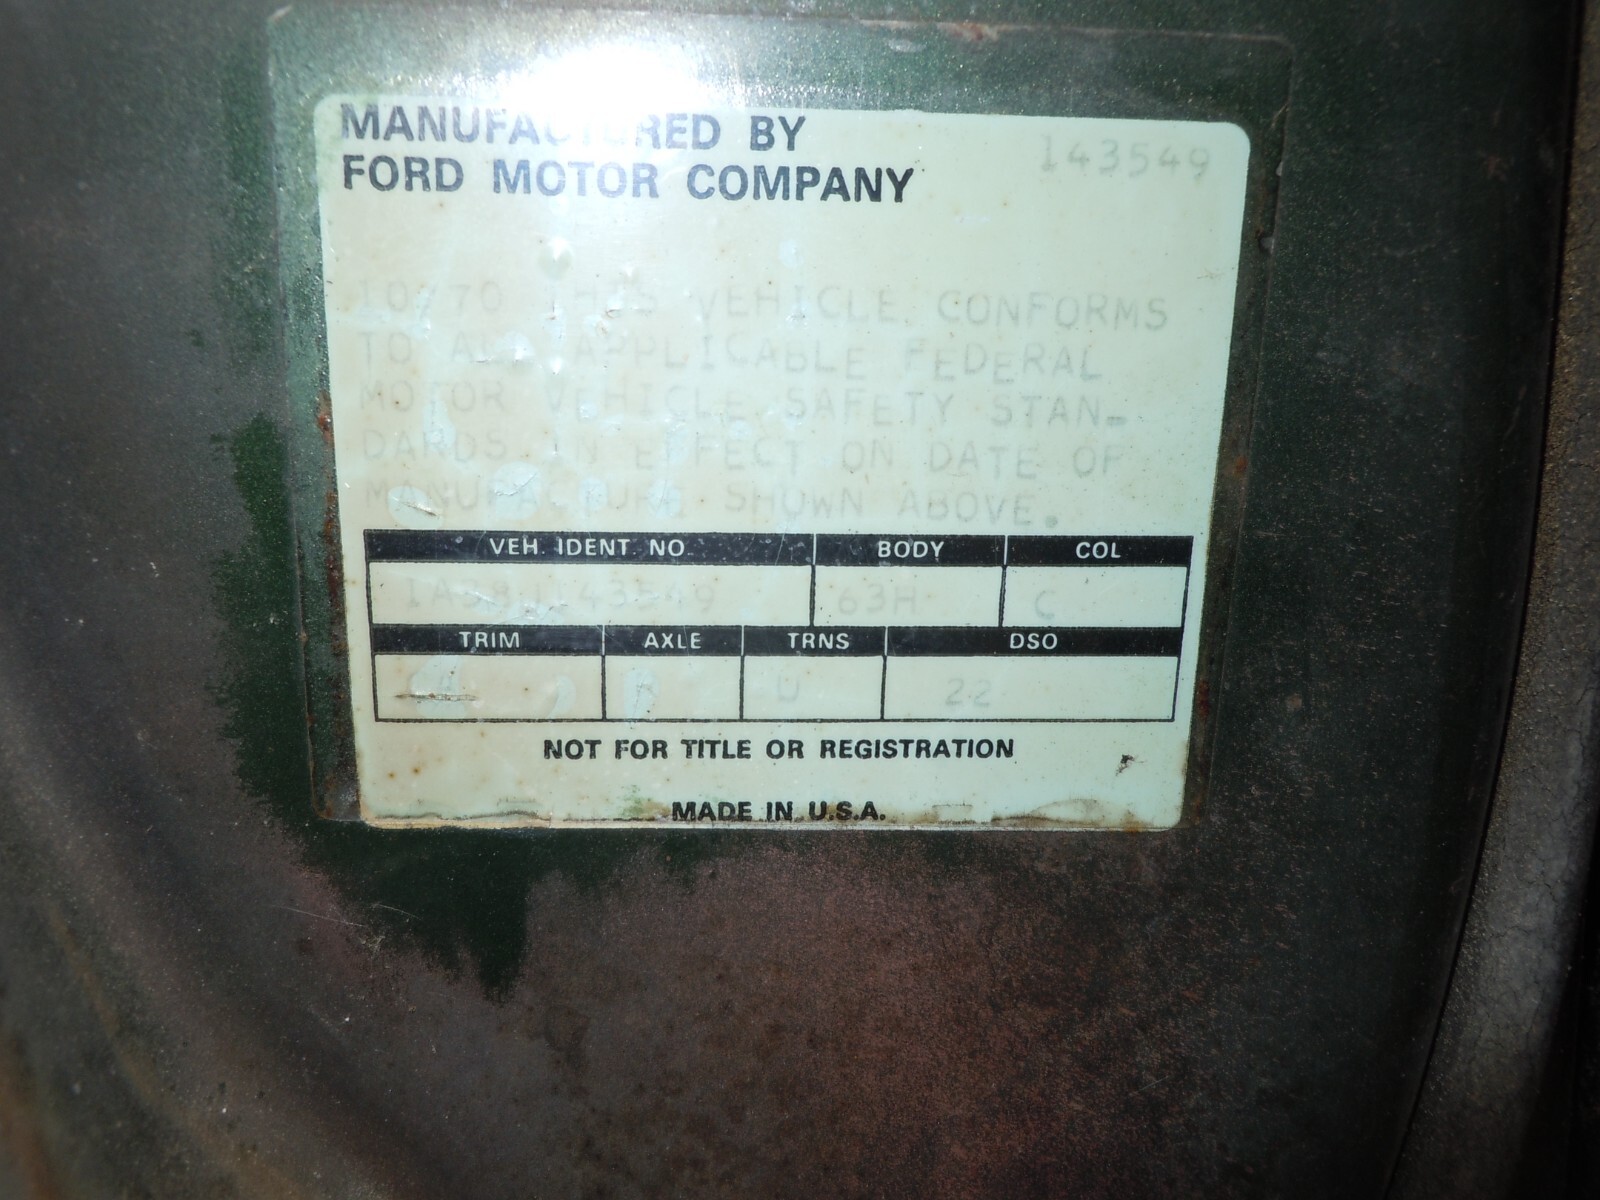 MANUFACTURED BY
143549
FORD MOTOR COMPANY
10/70 THIS VEHICLE CONFORMS
TO ALL APPLICABLE FEDERAL
MOTOR VEHICLE SAFETY STAN-
DARDS IN EFFECT ON DATE OF
MANUFACTURE SHOWN ABOVE.
VEH. IDENT. NO. BODY COL
63H C
TRIM AXLE TRNS DSO
U 22
NOT FOR TITLE OR REGISTRATION
MADE IN U.S.A.